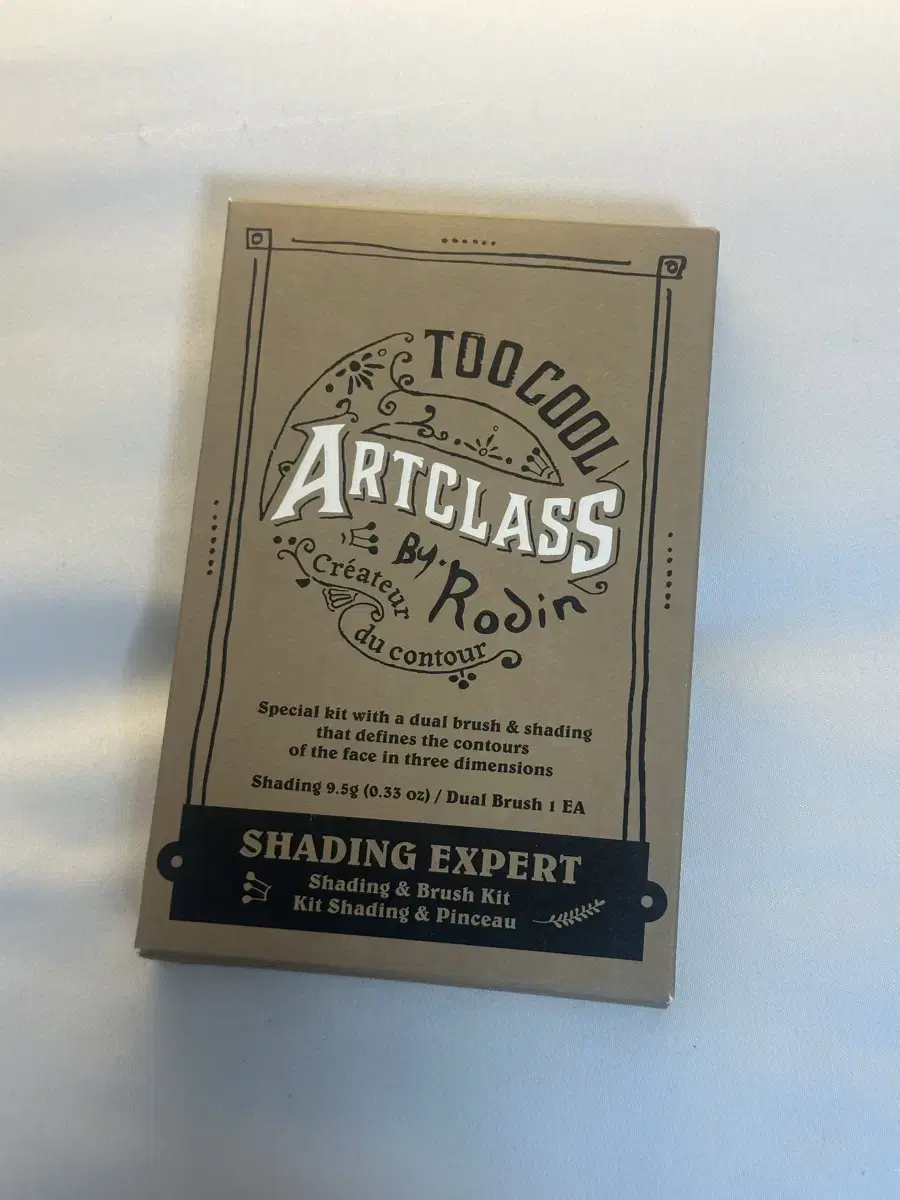 TOO COOL
ARTCLASS
BY. Rodin
Créateur
du contour
Special kit with a dual brush & shading
that defines the contours
of the face in three dimensions
Shading 9.5g (0.33 oz) / Dual Brush 1 EA
SHADING EXPERT
Shading & Brush Kit
Kit Shading & Pinceau